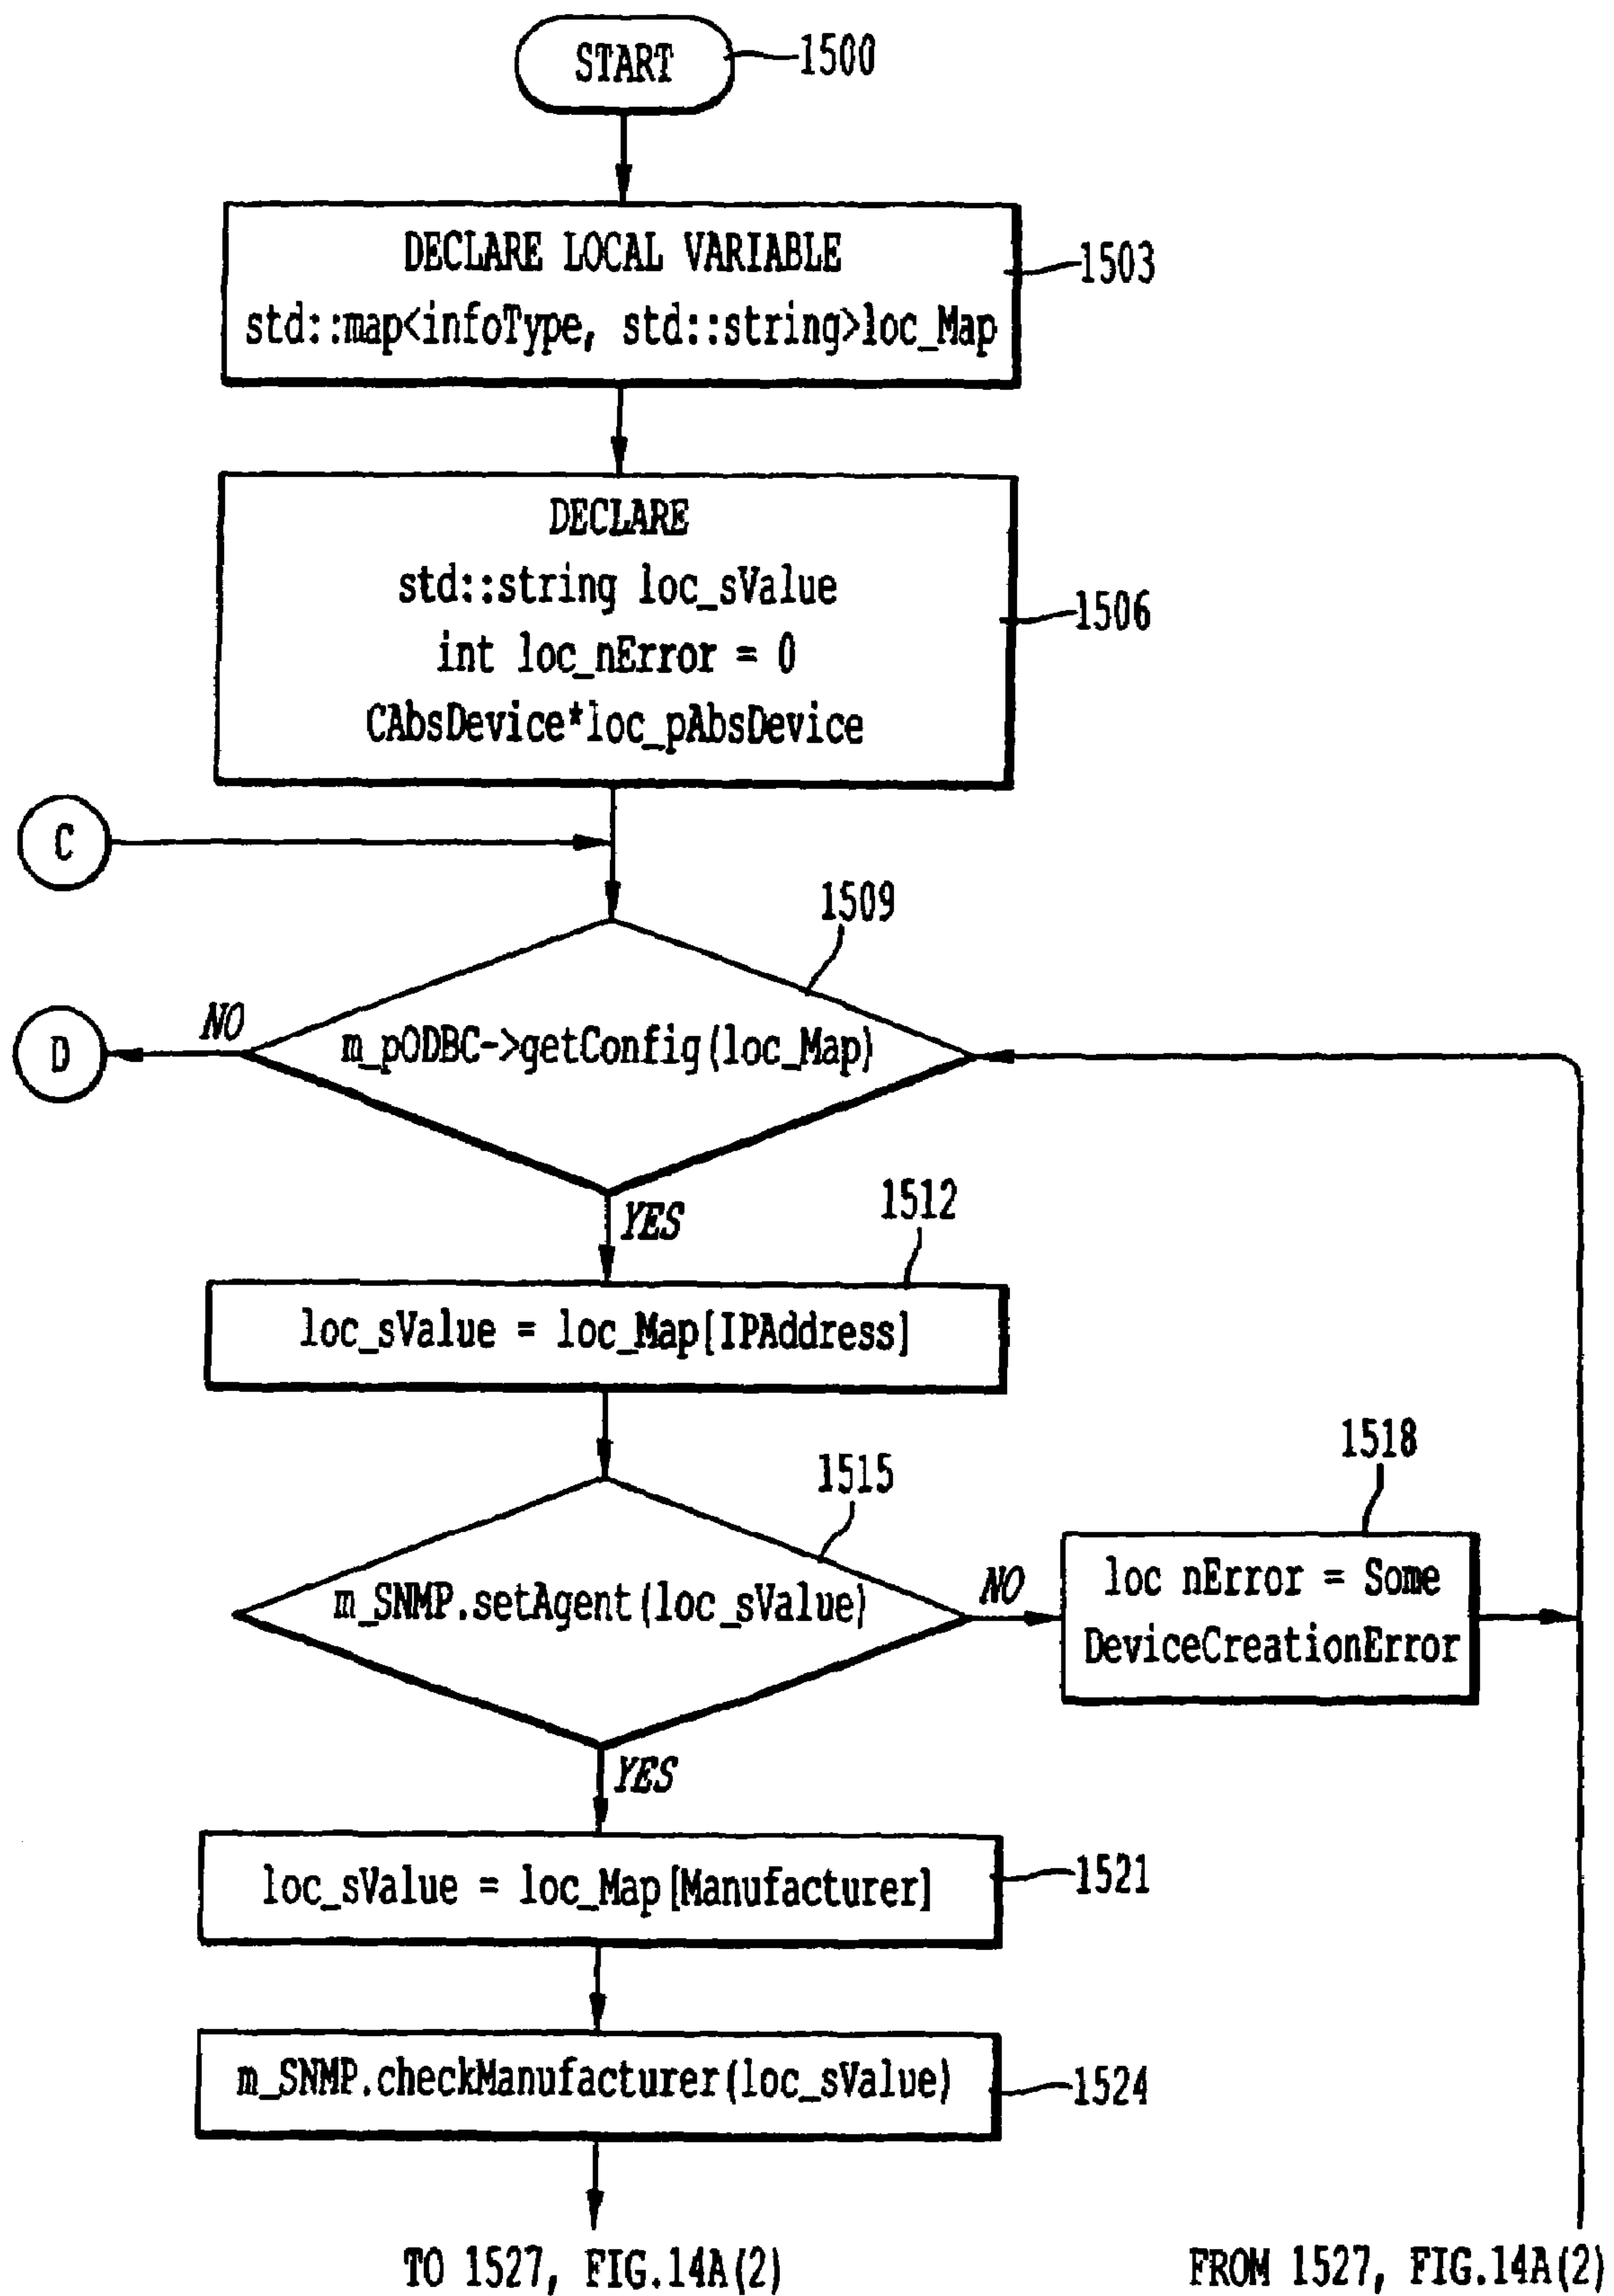 START
1500
DECLARE LOCAL VARIABLE
std::map<infoType, std::string>loc_Map
1503
DECLARE
std::string loc_sValue
int loc_nError = 0
CAbsDevice*loc_pAbsDevice
1506
C
1509
D
NO
m_pODBC->getConfig(loc_Map)
YES
1512
loc_sValue = loc_Map[IPAddress]
1515
1518
m_SNMP.setAgent(loc_sValue)
NO
loc nError = Some
DeviceCreationError
YES
loc_sValue = loc_Map[Manufacturer]
1521
m_SNMP.checkManufacturer(loc_sValue)
1524
TO 1527, FIG.14A(2)
FROM 1527, FIG.14A(2)